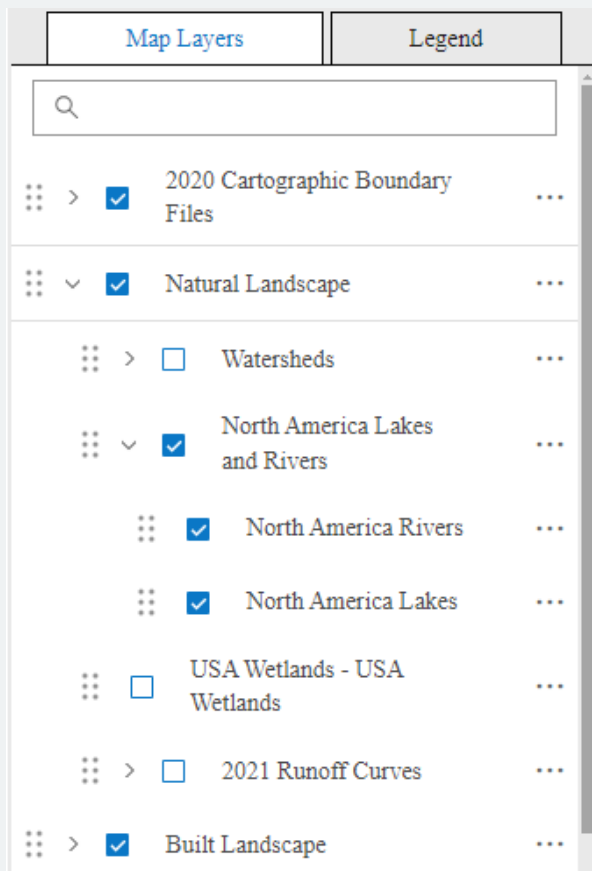 Map Layers
Legend
2020 Cartographic Boundary
Files
Natural Landscape
Watersheds
North America Lakes
and Rivers
North America Rivers
North America Lakes
USA Wetlands - USA
Wetlands
2021 Runoff Curves
Built Landscape